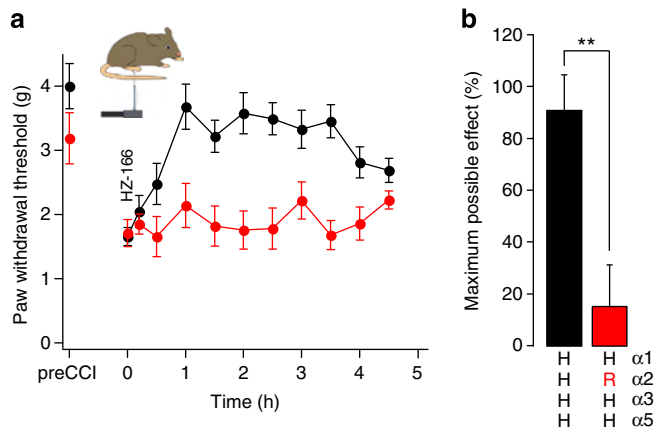 a
Paw withdrawal threshold (g)
4
3
2
1
0
HZ-166
preCCI
0
1
2
3
4
5
Time (h)
b
Maximum possible effect (%)
120
100
80
60
40
20
0
**
H H α1
H R α2
H H α3
H H α5